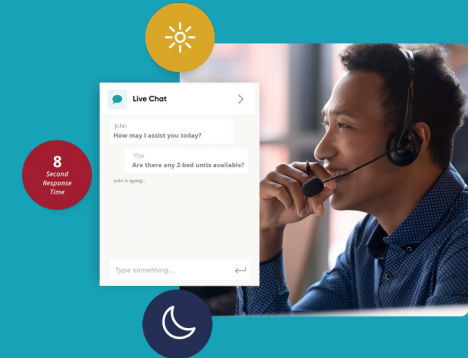 Live Chat
John
How may I assist you today?
You
Are there any 2-bed units available?
John is typing...
8
Second
Response
Time
Type something...